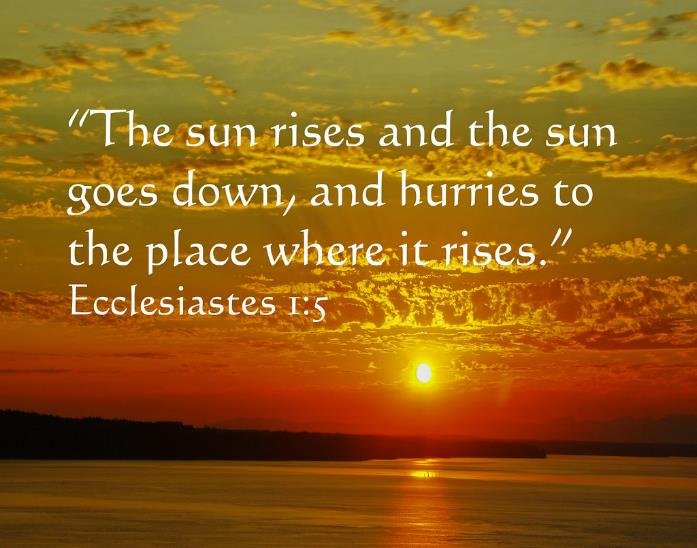 “The sun rises and the sun
goes down, and hurries to
the place where it rises.”
Ecclesiastes 1:5